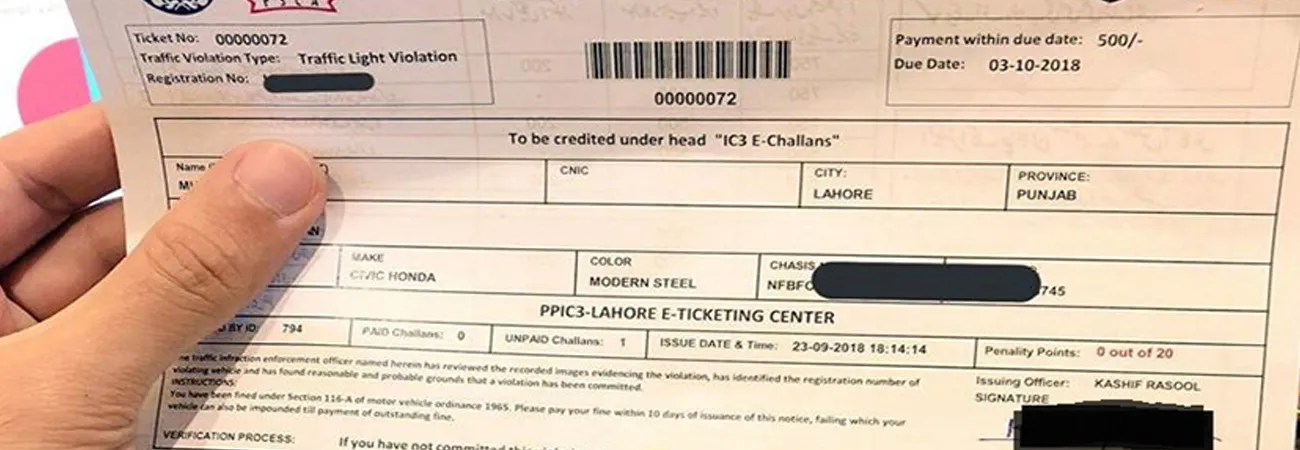 PSCA
Ticket No: 00000072
Traffic Violation Type: Traffic Light Violation
Registration No:
00000072
Payment within due date: 500/-
Due Date: 03-10-2018
To be credited under head "IC3 E-Challans"
Name
CNIC
CITY:
LAHORE
PROVINCE:
PUNJAB
MAKE
CIVIC HONDA
COLOR
MODERN STEEL
CHASIS
NFBFC
745
PPIC3-LAHORE E-TICKETING CENTER
BY ID: 794
PAID Challans: 0
UNPAID Challans: 1
ISSUE DATE & Time: 23-09-2018 18:14:14
Penality Points: 0 out of 20
traffic infraction enforcement officer named herein has reviewed the recorded images evidencing the violation, has identified the registration number of
violating vehicle and has found reasonable and probable grounds that a violation has been committed.
INSTRUCTIONS:
You have been fined under Section 116-A of motor vehicle ordinance 1965. Please pay your fine within 10 days of issuance of this notice, failing which your
vehicle can also be impounded till payment of outstanding fine.
Issuing Officer: KASHIF RASOOL
SIGNATURE
VERIFICATION PROCESS: If you have not committed this